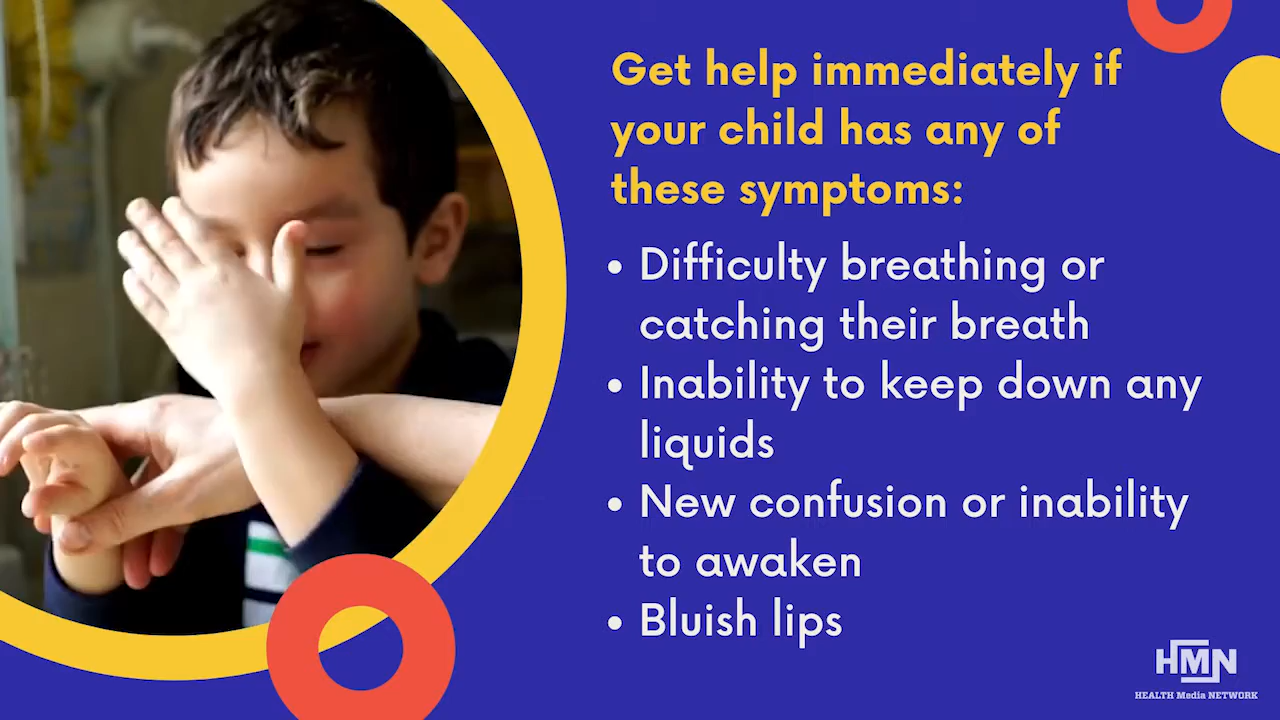 Get help immediately if
your child has any of
these symptoms:
• Difficulty breathing or
catching their breath
• Inability to keep down any
liquids
• New confusion or inability
to awaken
• Bluish lips
HMN
HEALTH Media NETWORK